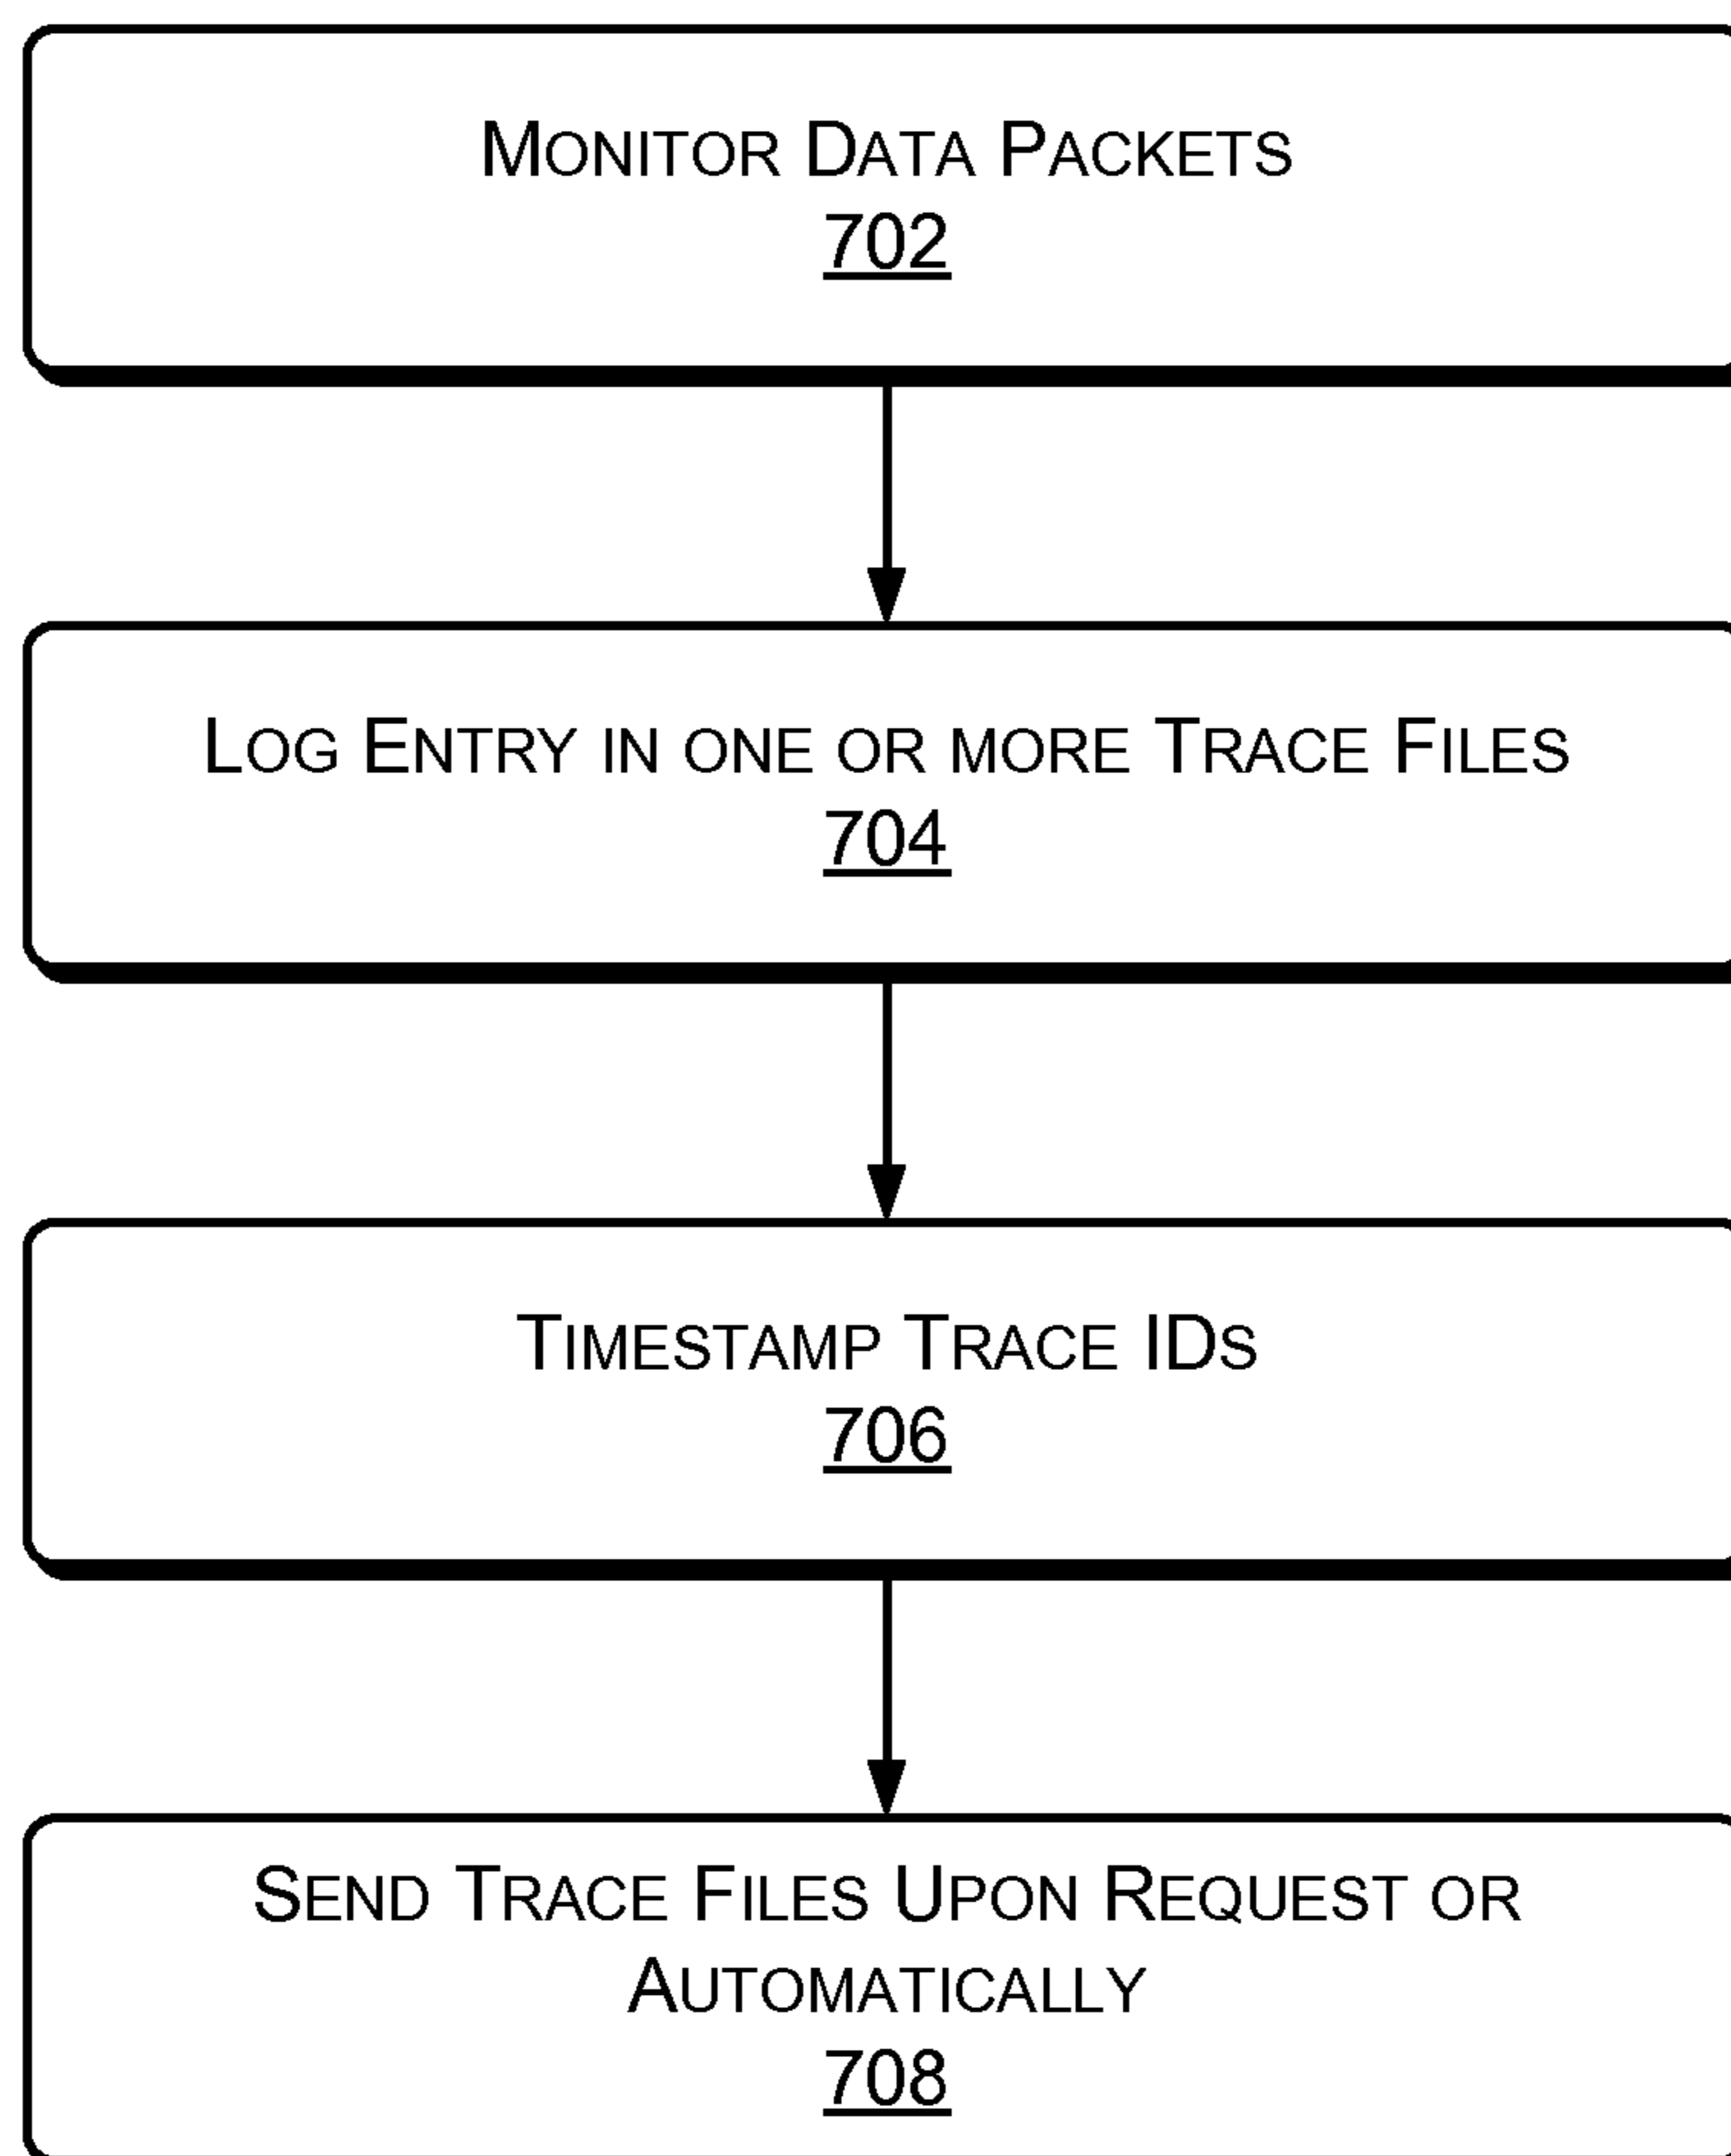 Monitor Data Packets
702
Log Entry in one or more Trace Files
704
Timestamp Trace IDs
706
Send Trace Files Upon Request or
Automatically
708